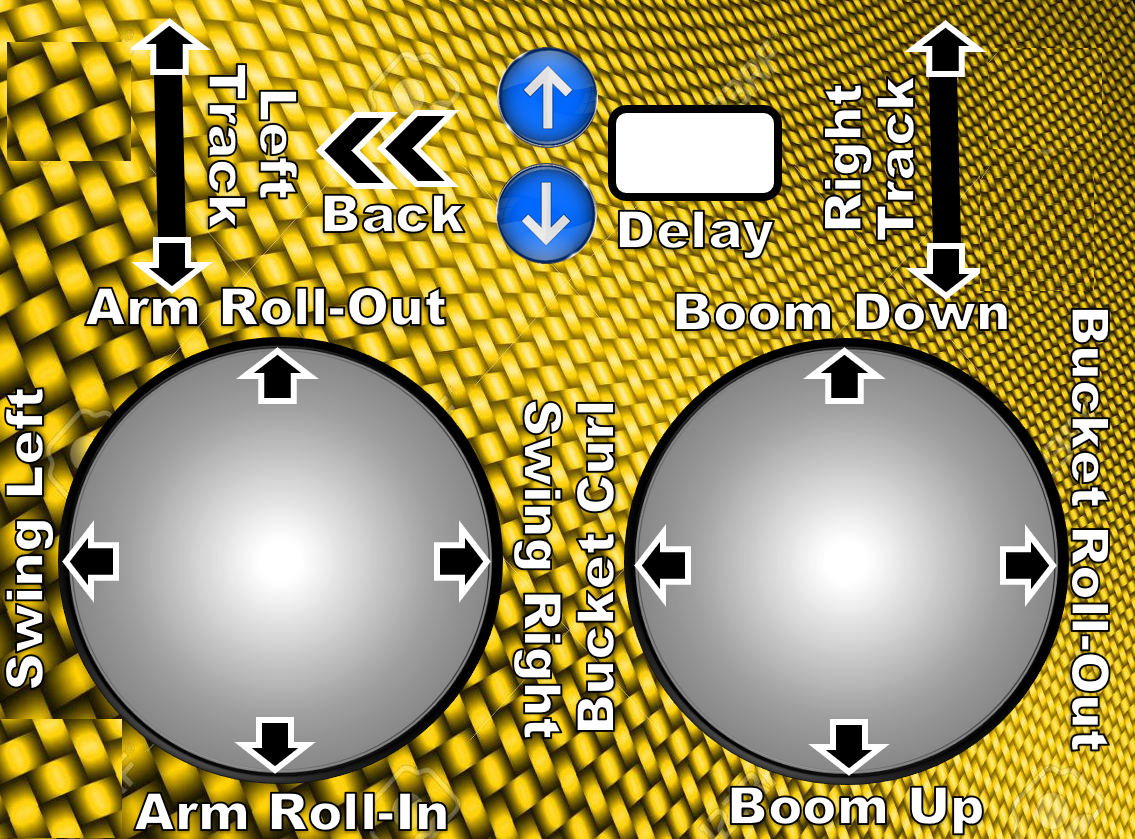 Left
Track
Back
Delay
Right
Track
Arm Roll-Out
Boom Down
Swing Left
Swing Right
Bucket Curl
Bucket Roll-Out
Arm Roll-In
Boom Up